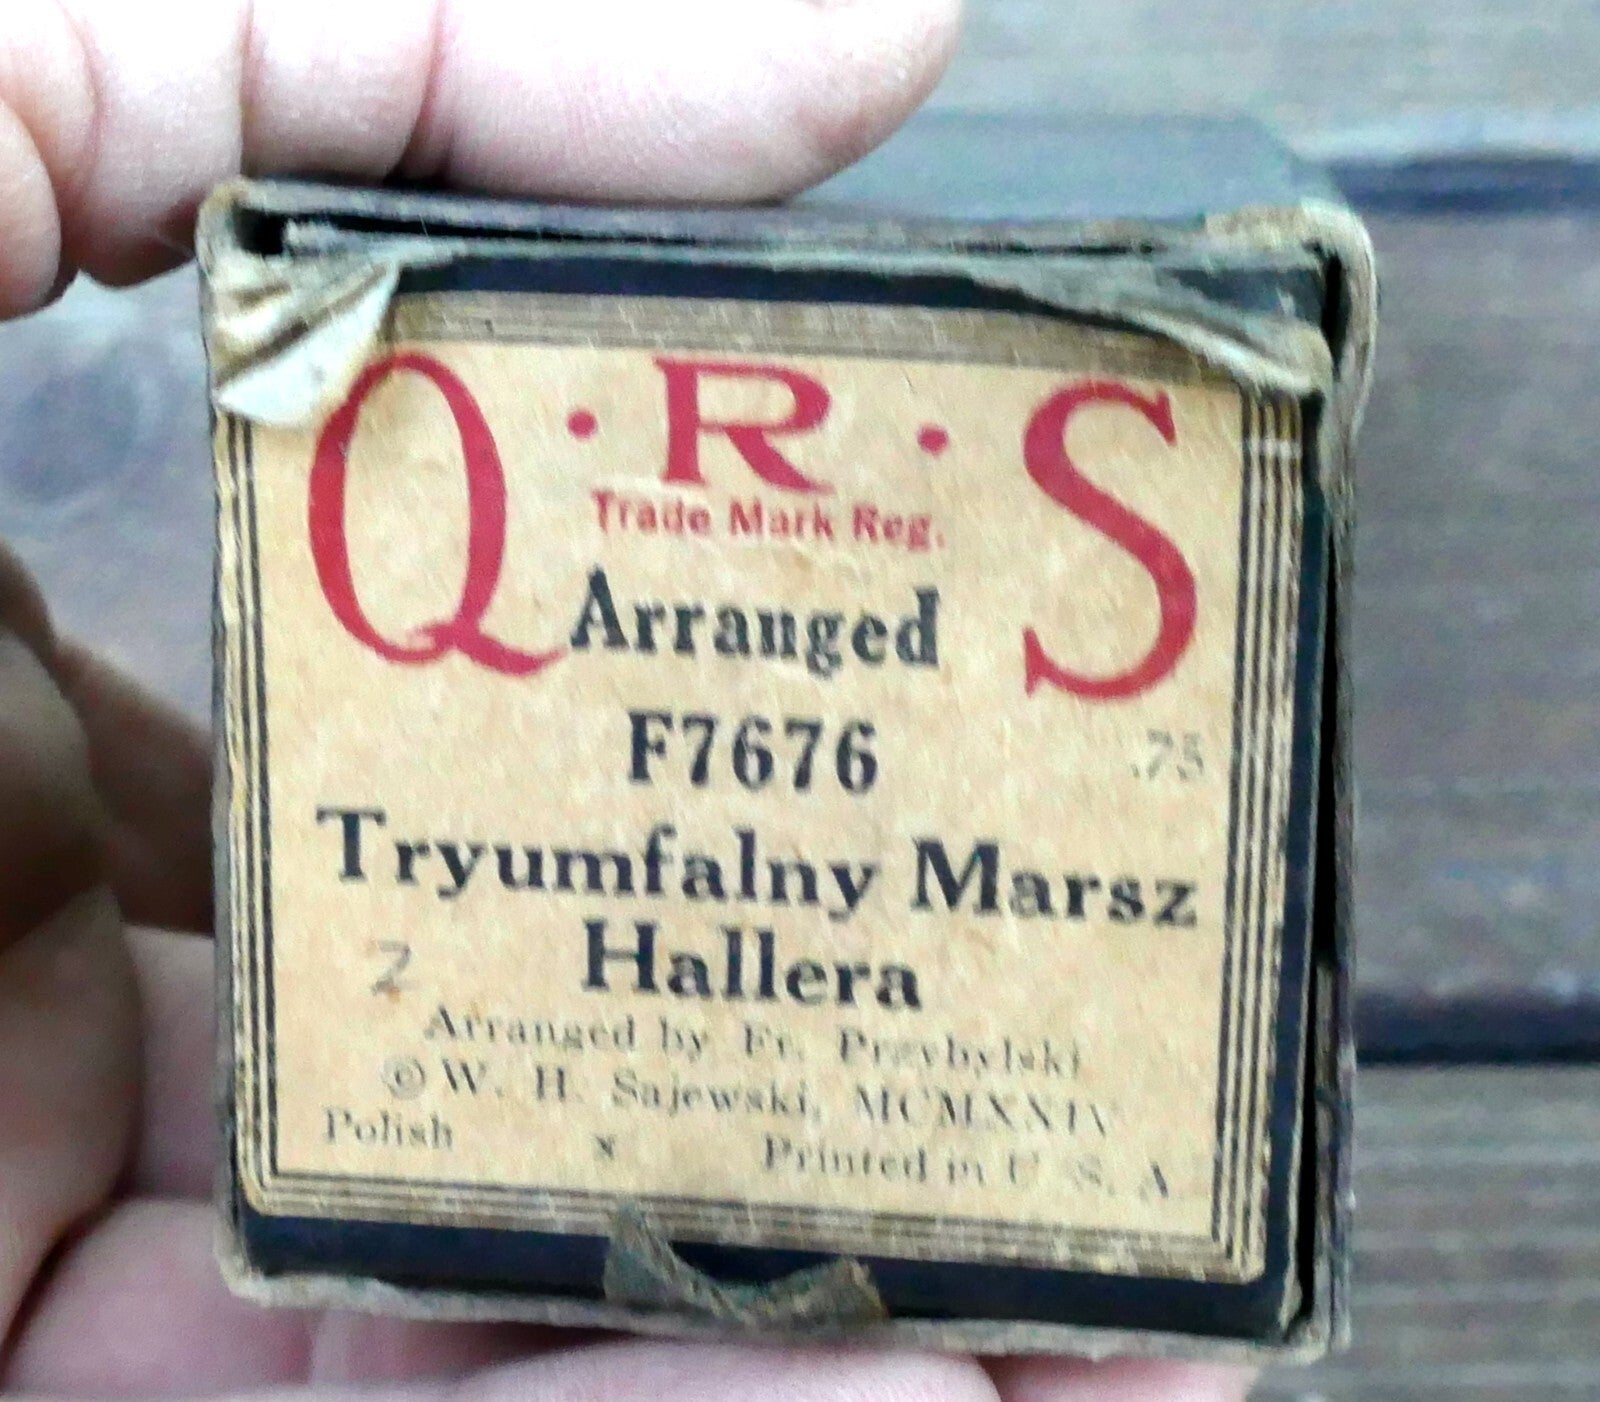 Q·R·S
Trade Mark Reg.
Arranged
F7676
.75
Tryumfalny Marsz
Hallera
Z
Arranged by Fr. Przybylski
© W. H. Sajewski, MCMXXIV
Polish x Printed in U. S. A.